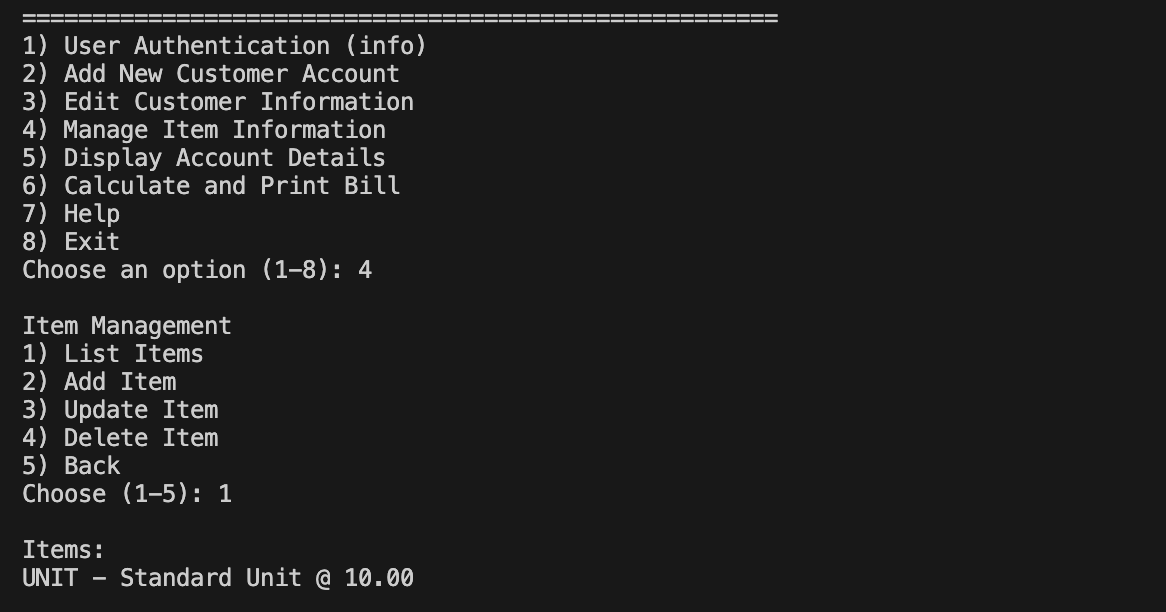 ======================================================
1) User Authentication (info)
2) Add New Customer Account
3) Edit Customer Information
4) Manage Item Information
5) Display Account Details
6) Calculate and Print Bill
7) Help
8) Exit
Choose an option (1-8): 4
Item Management
1) List Items
2) Add Item
3) Update Item
4) Delete Item
5) Back
Choose (1-5): 1
Items:
UNIT - Standard Unit @ 10.00